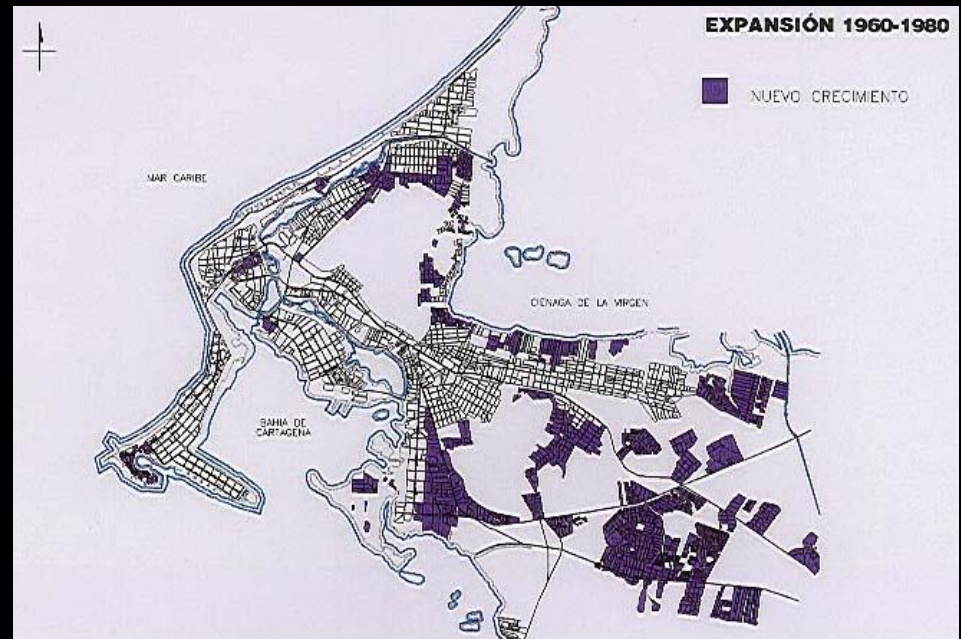 EXPANSIÓN 1960-1980
NUEVO CRECIMIENTO
MAR CARIBE
CIENAGA DE LA VIRGEN
BAHIA DE
CARTAGENA